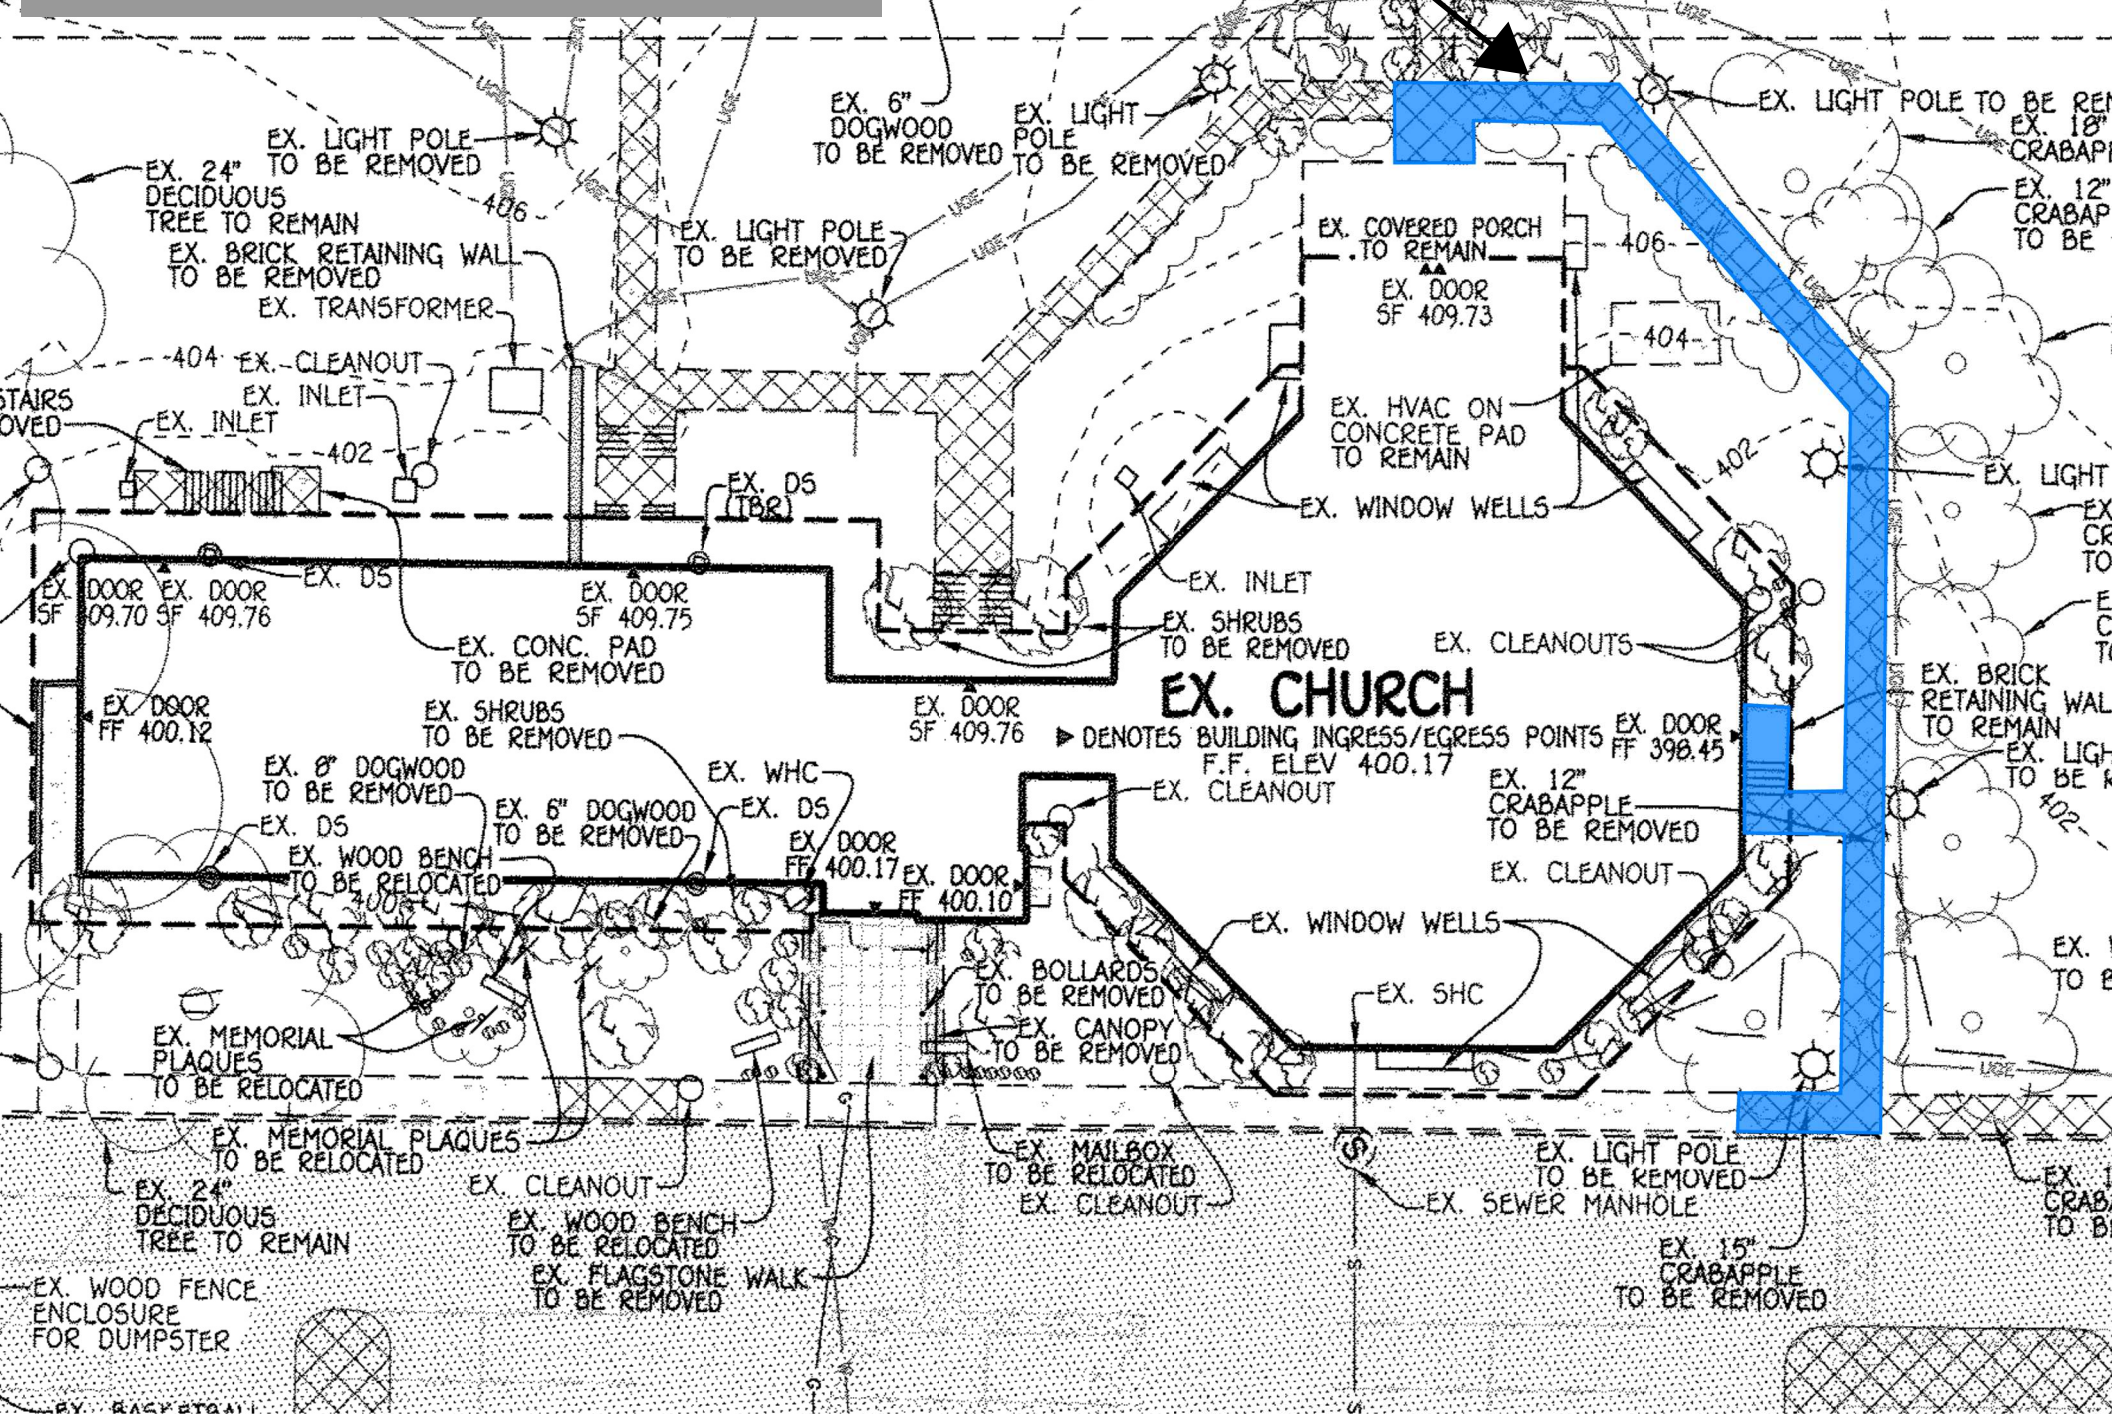 EX. 6"
DOGWOOD
TO BE REMOVED
EX. LIGHT
POLE
TO BE REMOVED
EX. LIGHT POLE TO BE REM
EX. 18"
CRABAPP
EX. 12"
CRABAP
TO BE
EX. LIGHT POLE
TO BE REMOVED
EX. 24"
DECIDUOUS
TREE TO REMAIN
406
EX. LIGHT POLE
TO BE REMOVED
EX. BRICK RETAINING WALL
TO BE REMOVED
EX. TRANSFORMER
EX. COVERED PORCH
TO REMAIN
EX. DOOR
SF 409.73
406
404
404
EX. CLEANOUT
EX. INLET
STAIRS
OVED
EX. INLET
402
EX. HVAC ON
CONCRETE PAD
TO REMAIN
402
EX. LIGHT
EX. DS
(TBR)
EX. WINDOW WELLS
EX. DS
EX. DOOR
SF 409.70
EX. DOOR
SF 409.76
EX. DOOR
SF 409.75
EX. INLET
EX. SHRUBS
TO BE REMOVED
EX. CLEANOUTS
EX. CONC. PAD
TO BE REMOVED
EX. CHURCH
DENOTES BUILDING INGRESS/EGRESS POINTS
F.F. ELEV 400.17
EX. DOOR
FF 398.45
EX. BRICK
RETAINING WAL
TO REMAIN
EX. LIGH
TO BE R
402
EX. DOOR
FF 400.12
EX. SHRUBS
TO BE REMOVED
EX. DOOR
SF 409.76
EX. 8" DOGWOOD
TO BE REMOVED
EX. WHC
EX. CLEANOUT
EX. 12"
CRABAPPLE
TO BE REMOVED
EX. 6" DOGWOOD
TO BE REMOVED
EX. DS
EX. DS
EX. WOOD BENCH
TO BE RELOCATED
EX. DOOR
FF 400.17
EX. DOOR
FF 400.10
EX. CLEANOUT
EX. WINDOW WELLS
EX. BOLLARDS
TO BE REMOVED
EX. SHC
EX. CANOPY
TO BE REMOVED
EX. MEMORIAL
PLAQUES
TO BE RELOCATED
UGE
G
EX. MEMORIAL PLAQUES
TO BE RELOCATED
EX. MAILBOX
TO BE RELOCATED
(S)
EX. LIGHT POLE
TO BE REMOVED
EX. CLEANOUT
EX. CLEANOUT
EX. SEWER MANHOLE
EX. 24"
DECIDUOUS
TREE TO REMAIN
EX. WOOD BENCH
TO BE RELOCATED
EX. FLAGSTONE WALK
TO BE REMOVED
EX. 15"
CRABAPPLE
TO BE REMOVED
EX. 1
CRAB
TO B
EX. WOOD FENCE
ENCLOSURE
FOR DUMPSTER
S
G
W
S
EX. BASKETBALL